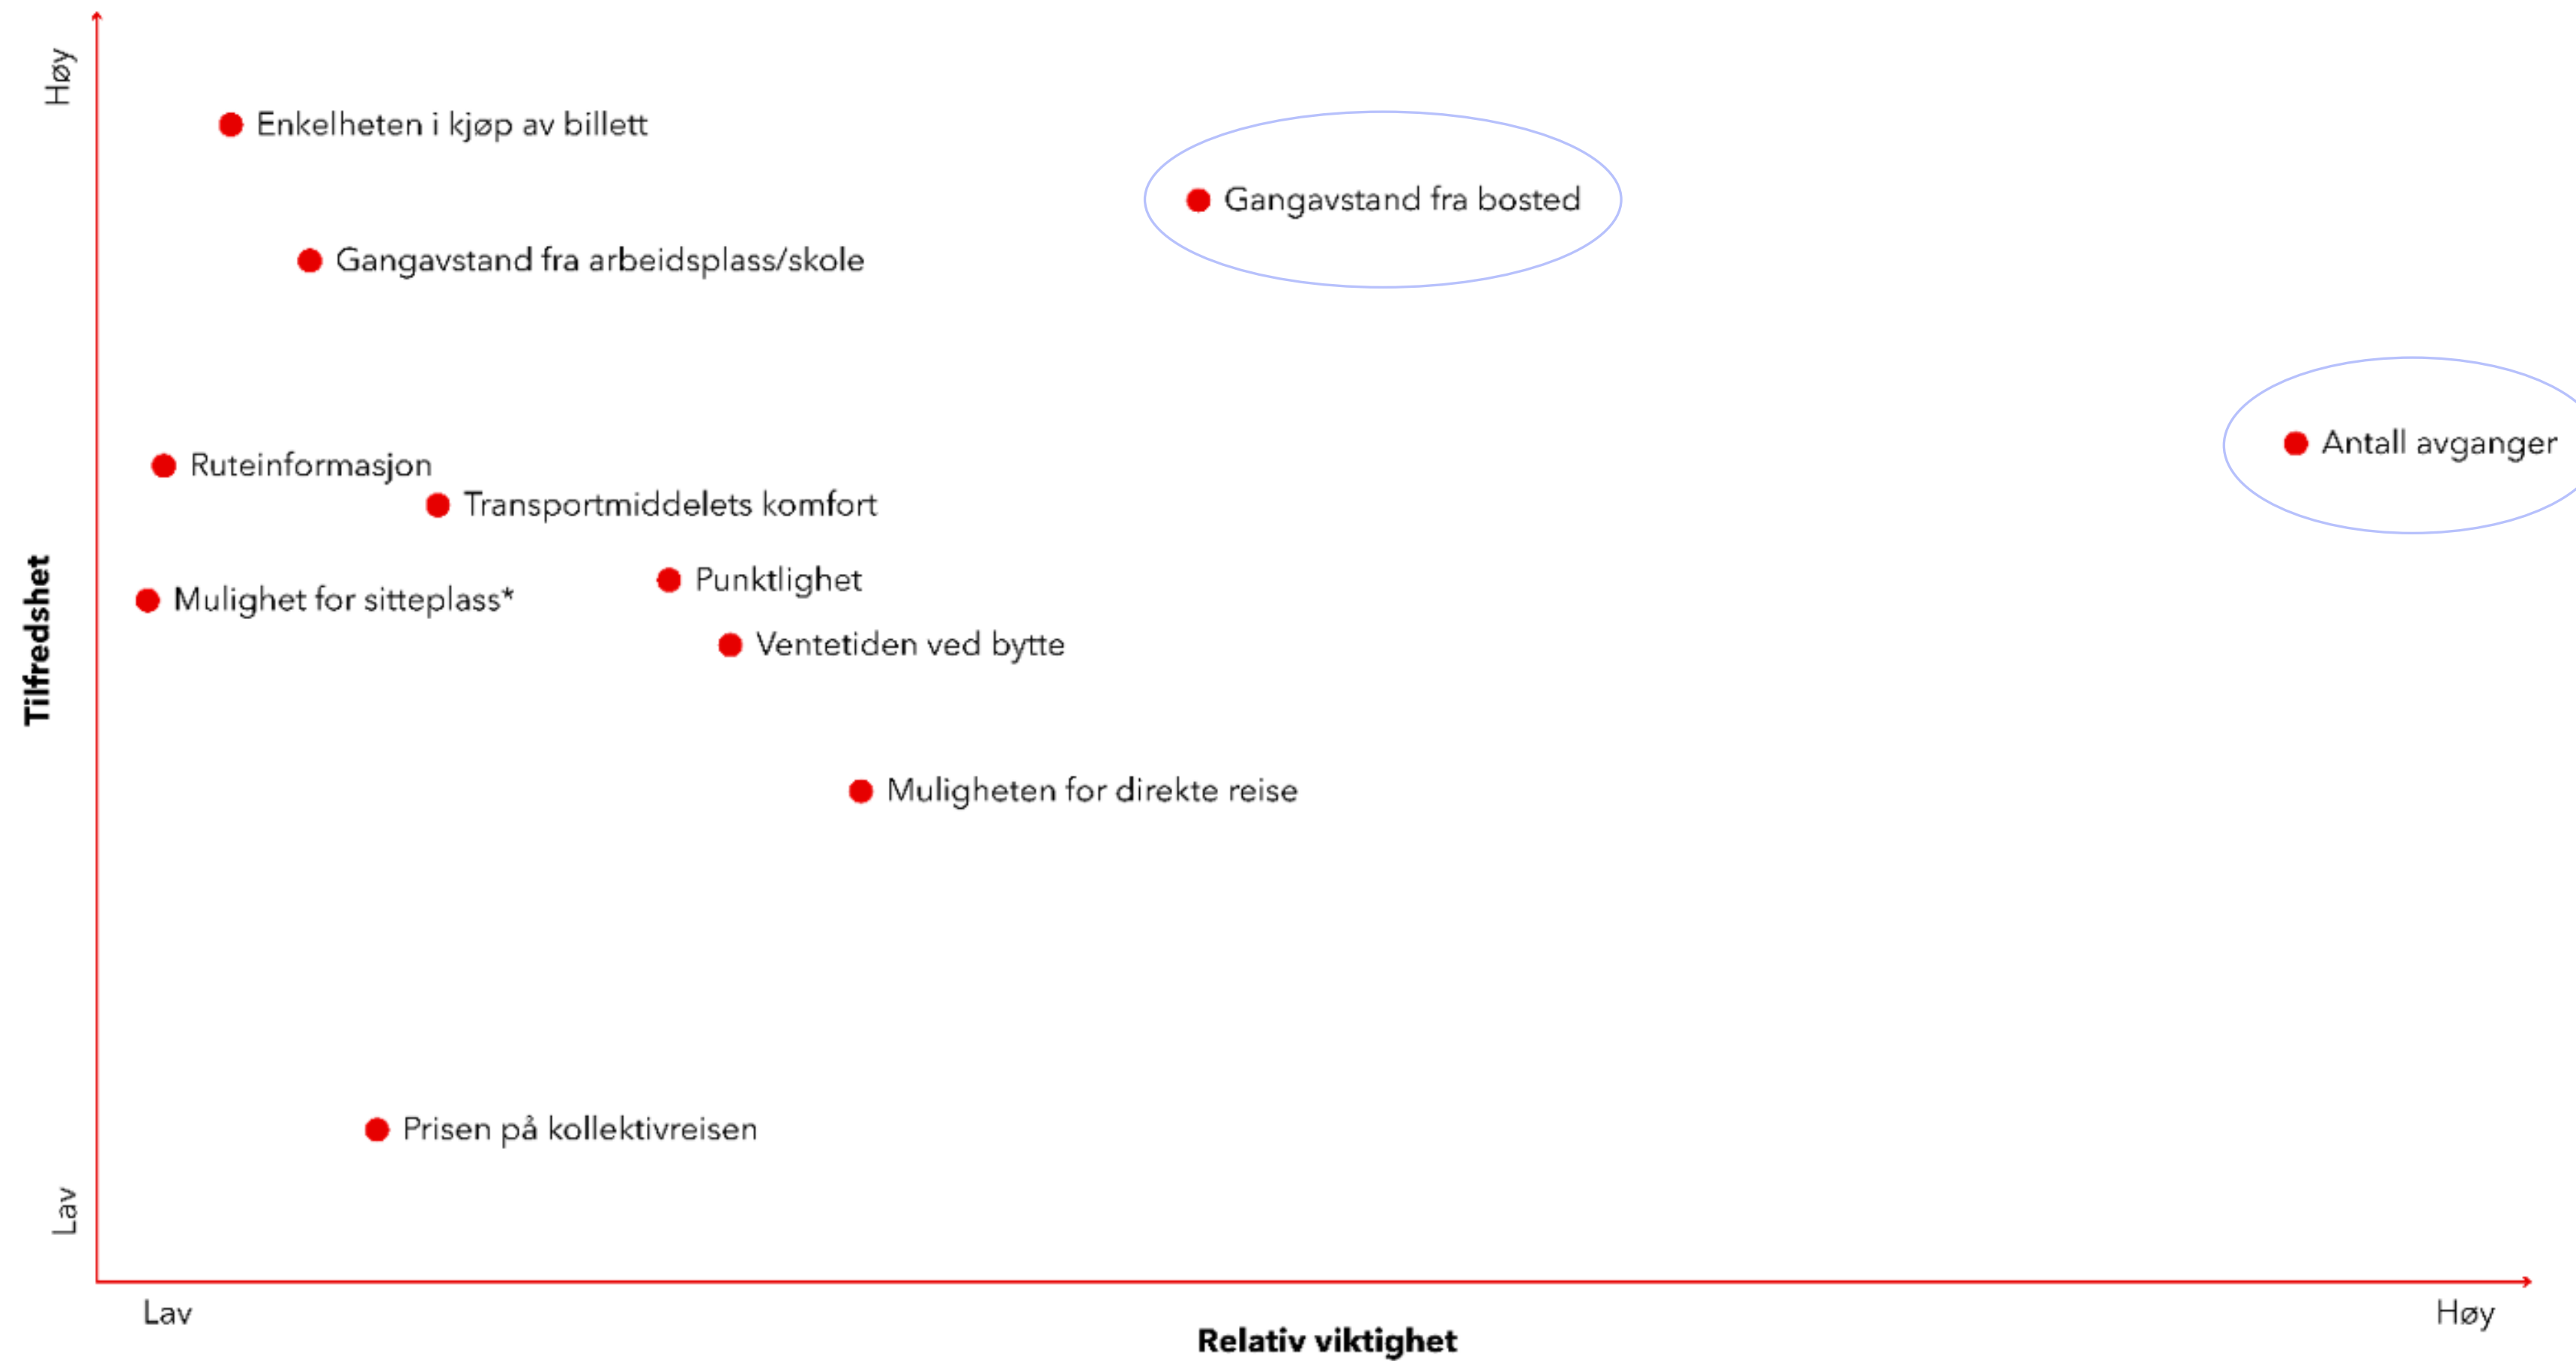 Høy
Enkelheten i kjøp av billett
Gangavstand fra bosted
Gangavstand fra arbeidsplass/skole
Antall avganger
Ruteinformasjon
Transportmiddelets komfort
Punktlighet
Mulighet for sitteplass*
Ventetiden ved bytte
Tilfredshet
Muligheten for direkte reise
Prisen på kollektivreisen
Lav
Lav
Høy
Relativ viktighet